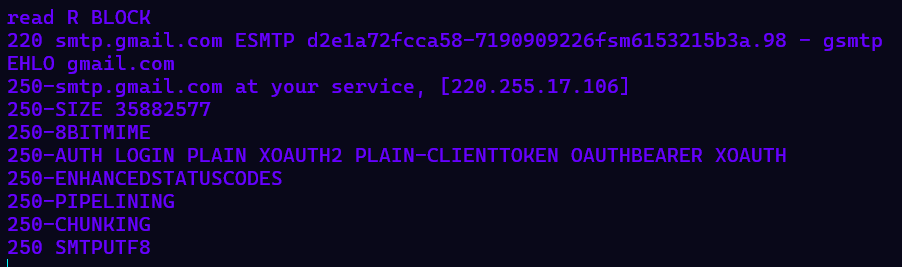 read R BLOCK
220 smtp.gmail.com ESMTP d2e1a72fcca58-7190909226fsm6153215b3a.98 - gsmtp
EHLO gmail.com
250-smtp.gmail.com at your service, [220.255.17.106]
250-SIZE 35882577
250-8BITMIME
250-AUTH LOGIN PLAIN XOAUTH2 PLAIN-CLIENTTOKEN OAUTHBEARER XOAUTH
250-ENHANCEDSTATUSCODES
250-PIPELINING
250-CHUNKING
250 SMTPUTF8